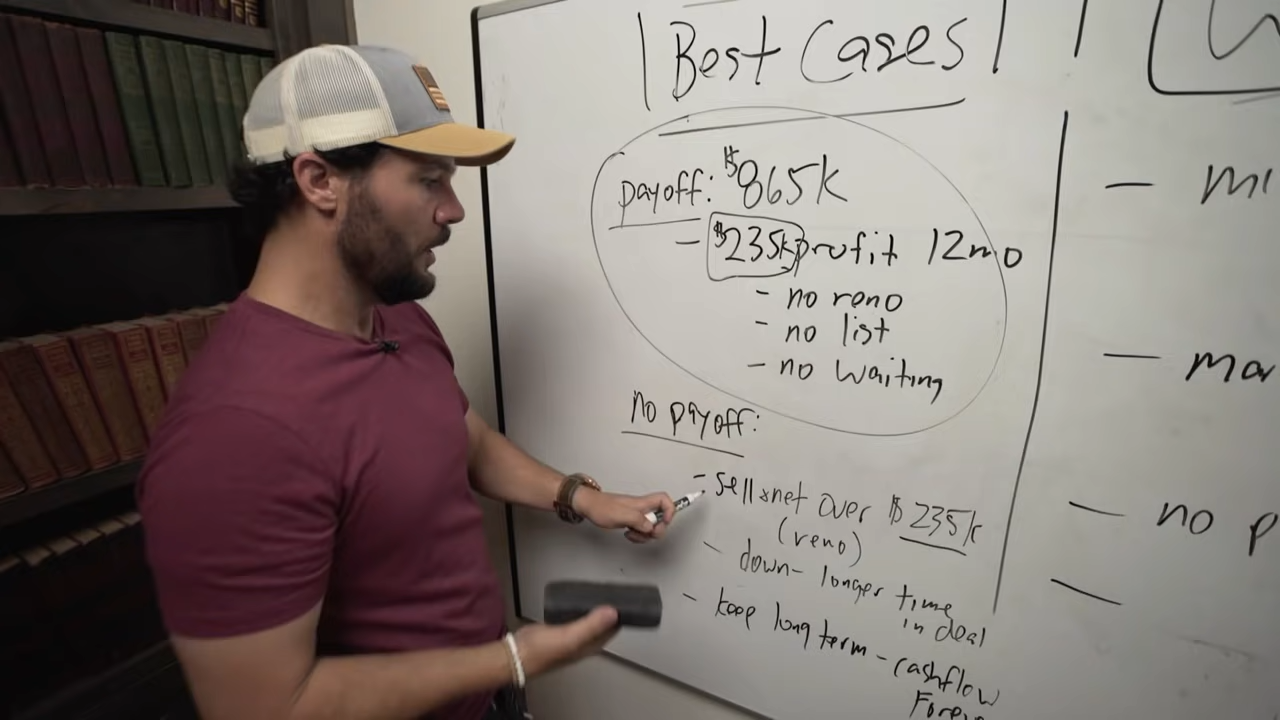 Best Cases
payoff: $865k
- $235k profit 12mo
- no reno
- no list
- no waiting
no payoff:
- sell & net over $235k
(reno)
down - longer time
in deal
- keep long term - cashflow
- mi
- mar
- no p